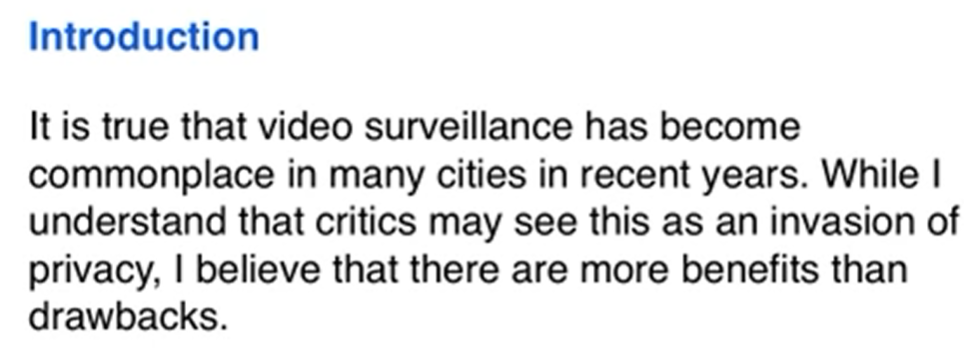 Introduction
It is true that video surveillance has become
commonplace in many cities in recent years. While I
understand that critics may see this as an invasion of
privacy, I believe that there are more benefits than
drawbacks.